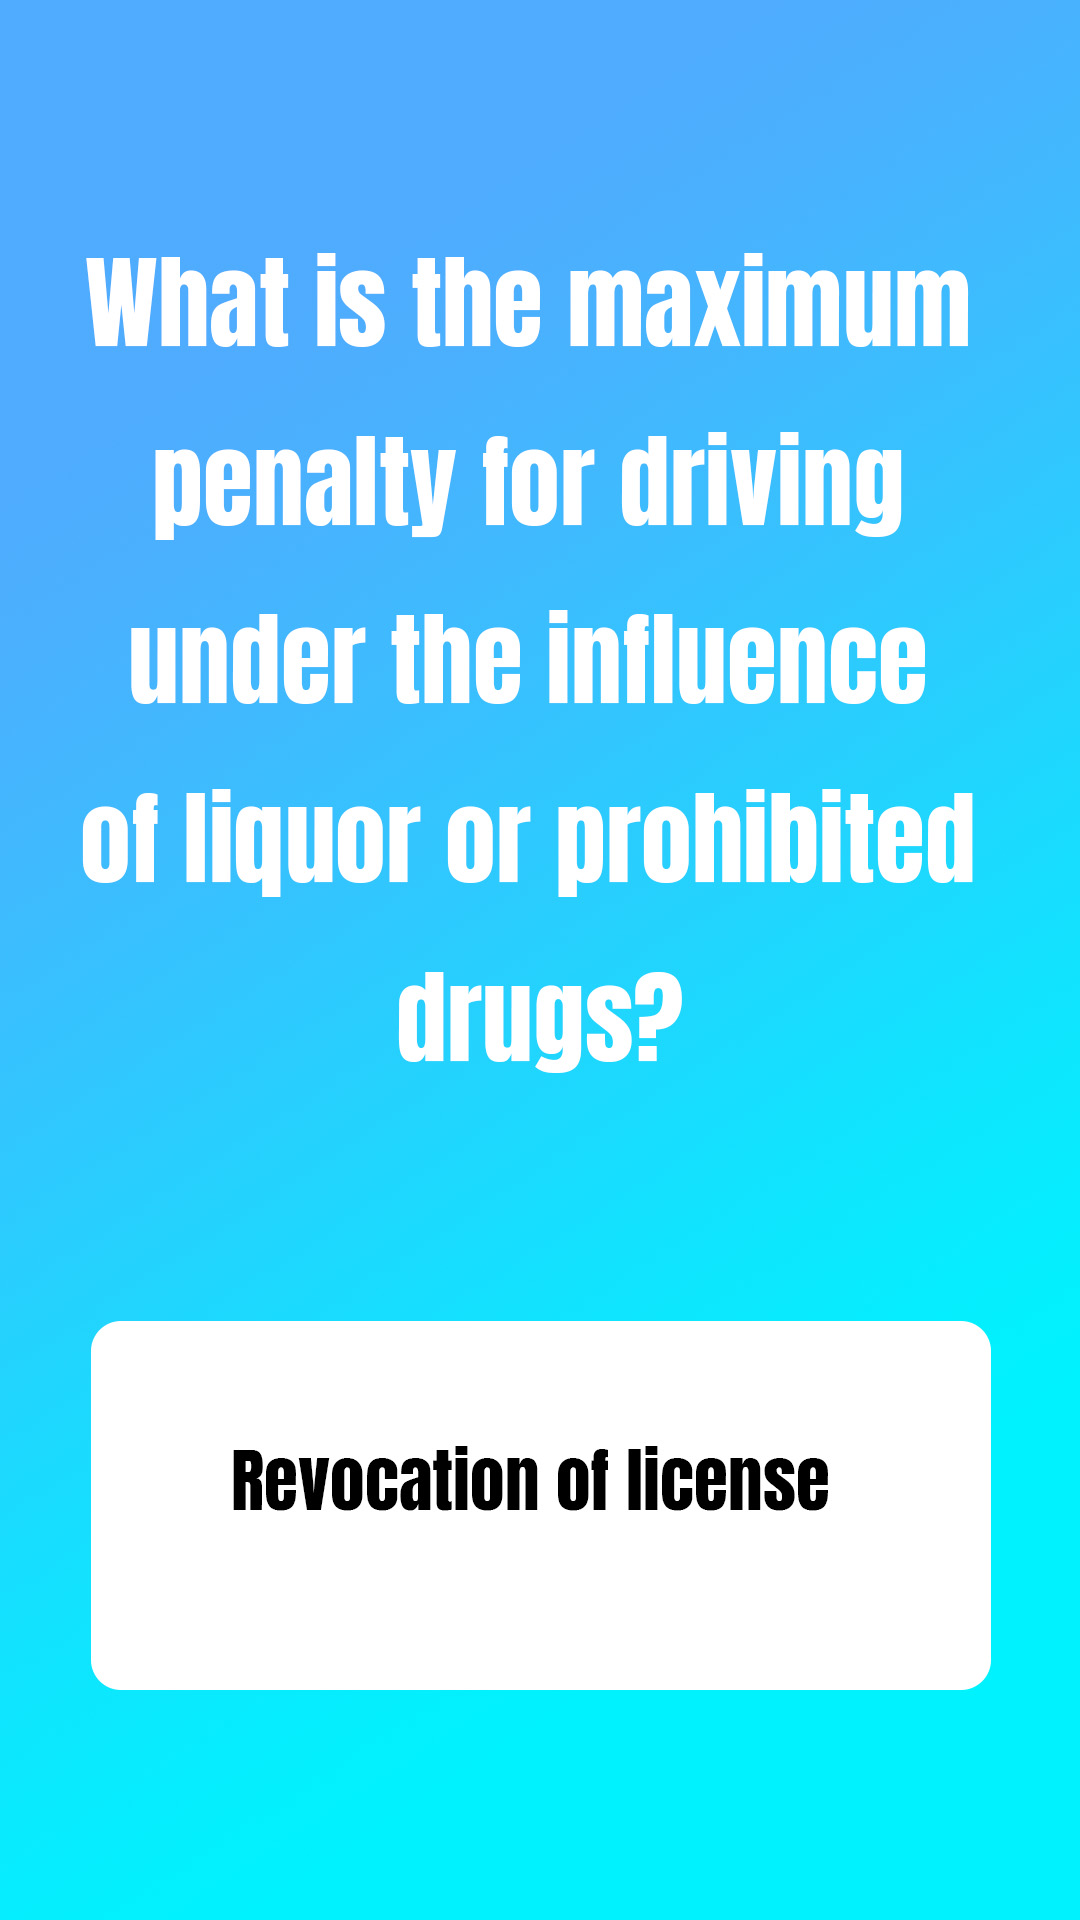 What is the maximum
penalty for driving
under the influence
of liquor or prohibited
drugs?
Revocation of license